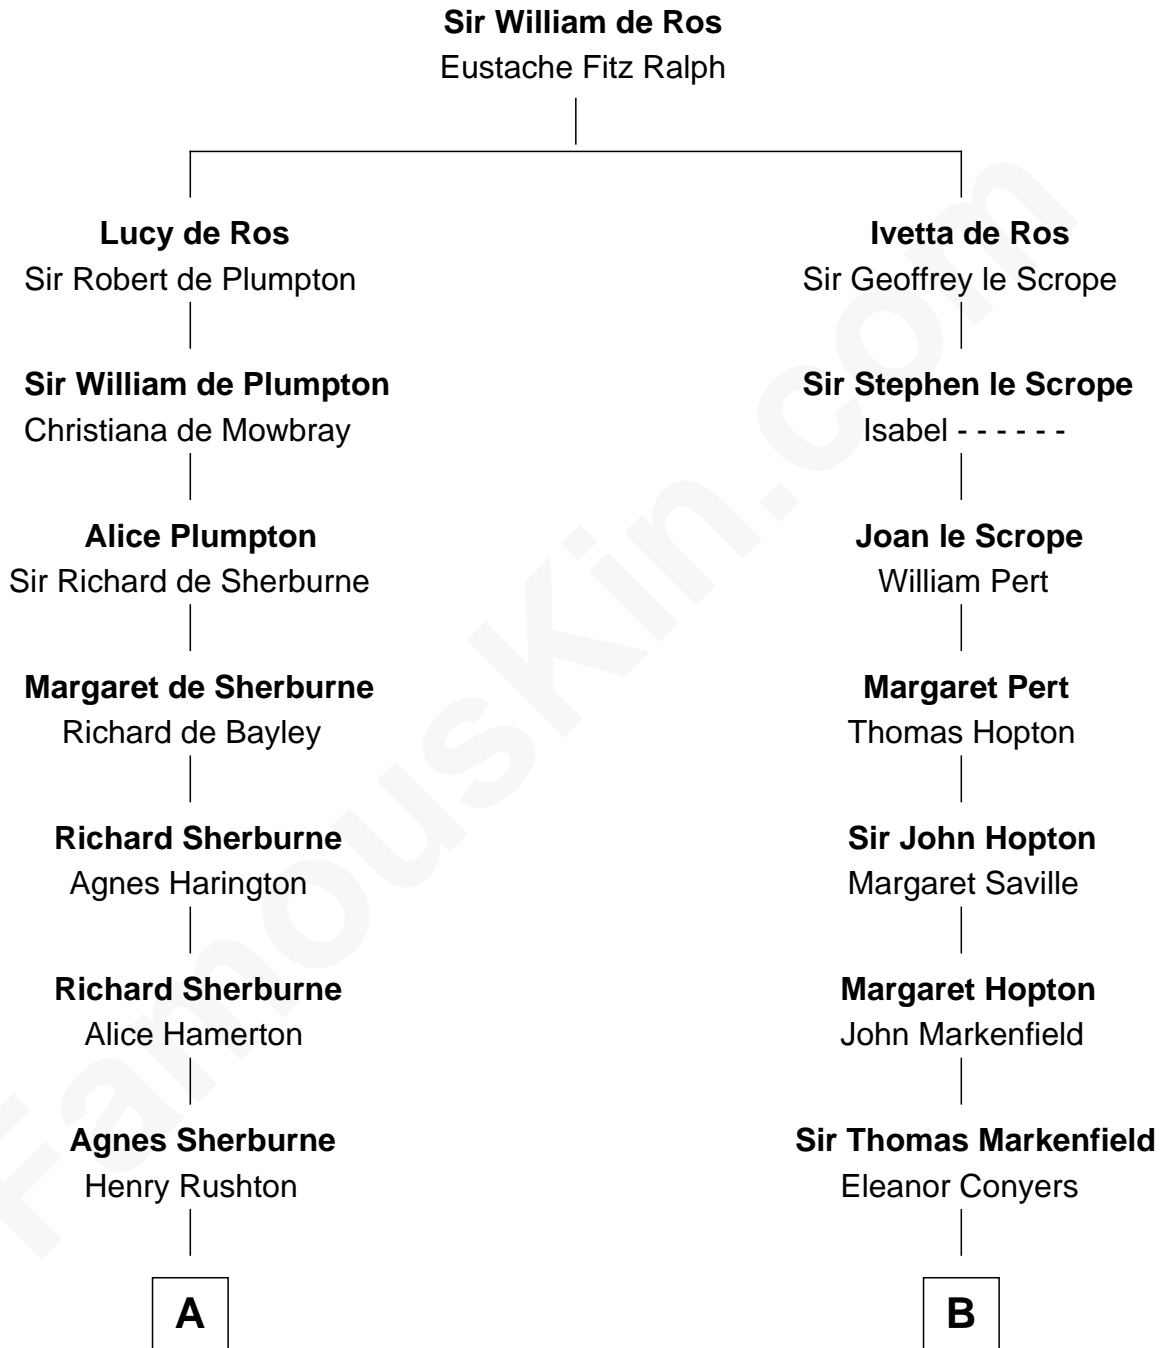 Sir William de Ros
Eustache Fitz Ralph
Lucy de Ros
Sir Robert de Plumpton
Ivetta de Ros
Sir Geoffrey le Scrope
Sir William de Plumpton
Christiana de Mowbray
Sir Stephen le Scrope
Isabel - - - - - -
Alice Plumpton
Sir Richard de Sherburne
Joan le Scrope
William Pert
Margaret de Sherburne
Richard de Bayley
Margaret Pert
Thomas Hopton
Richard Sherburne
Agnes Harington
Sir John Hopton
Margaret Saville
Richard Sherburne
Alice Hamerton
Margaret Hopton
John Markenfield
Agnes Sherburne
Henry Rushton
Sir Thomas Markenfield
Eleanor Conyers
A
B
FamousKin.com